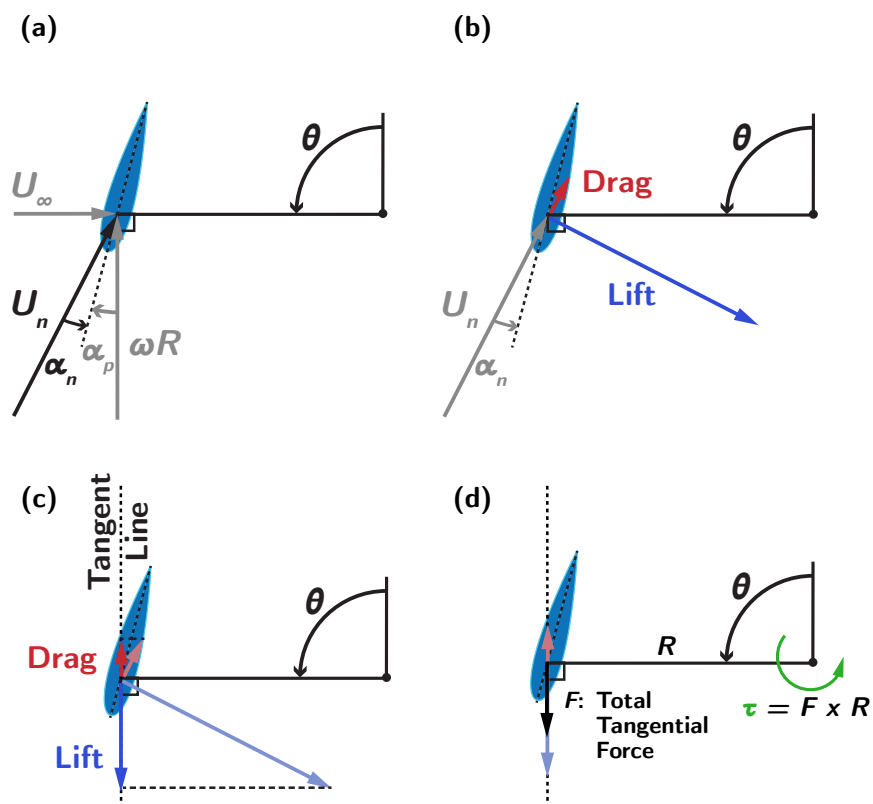 (a)
θ
U∞
Un
αn
αp
ωR
(b)
θ
Drag
Lift
Un
αn
(c)
Tangent
Line
θ
Drag
Lift
(d)
θ
R
F: Total
Tangential
Force
τ = F x R